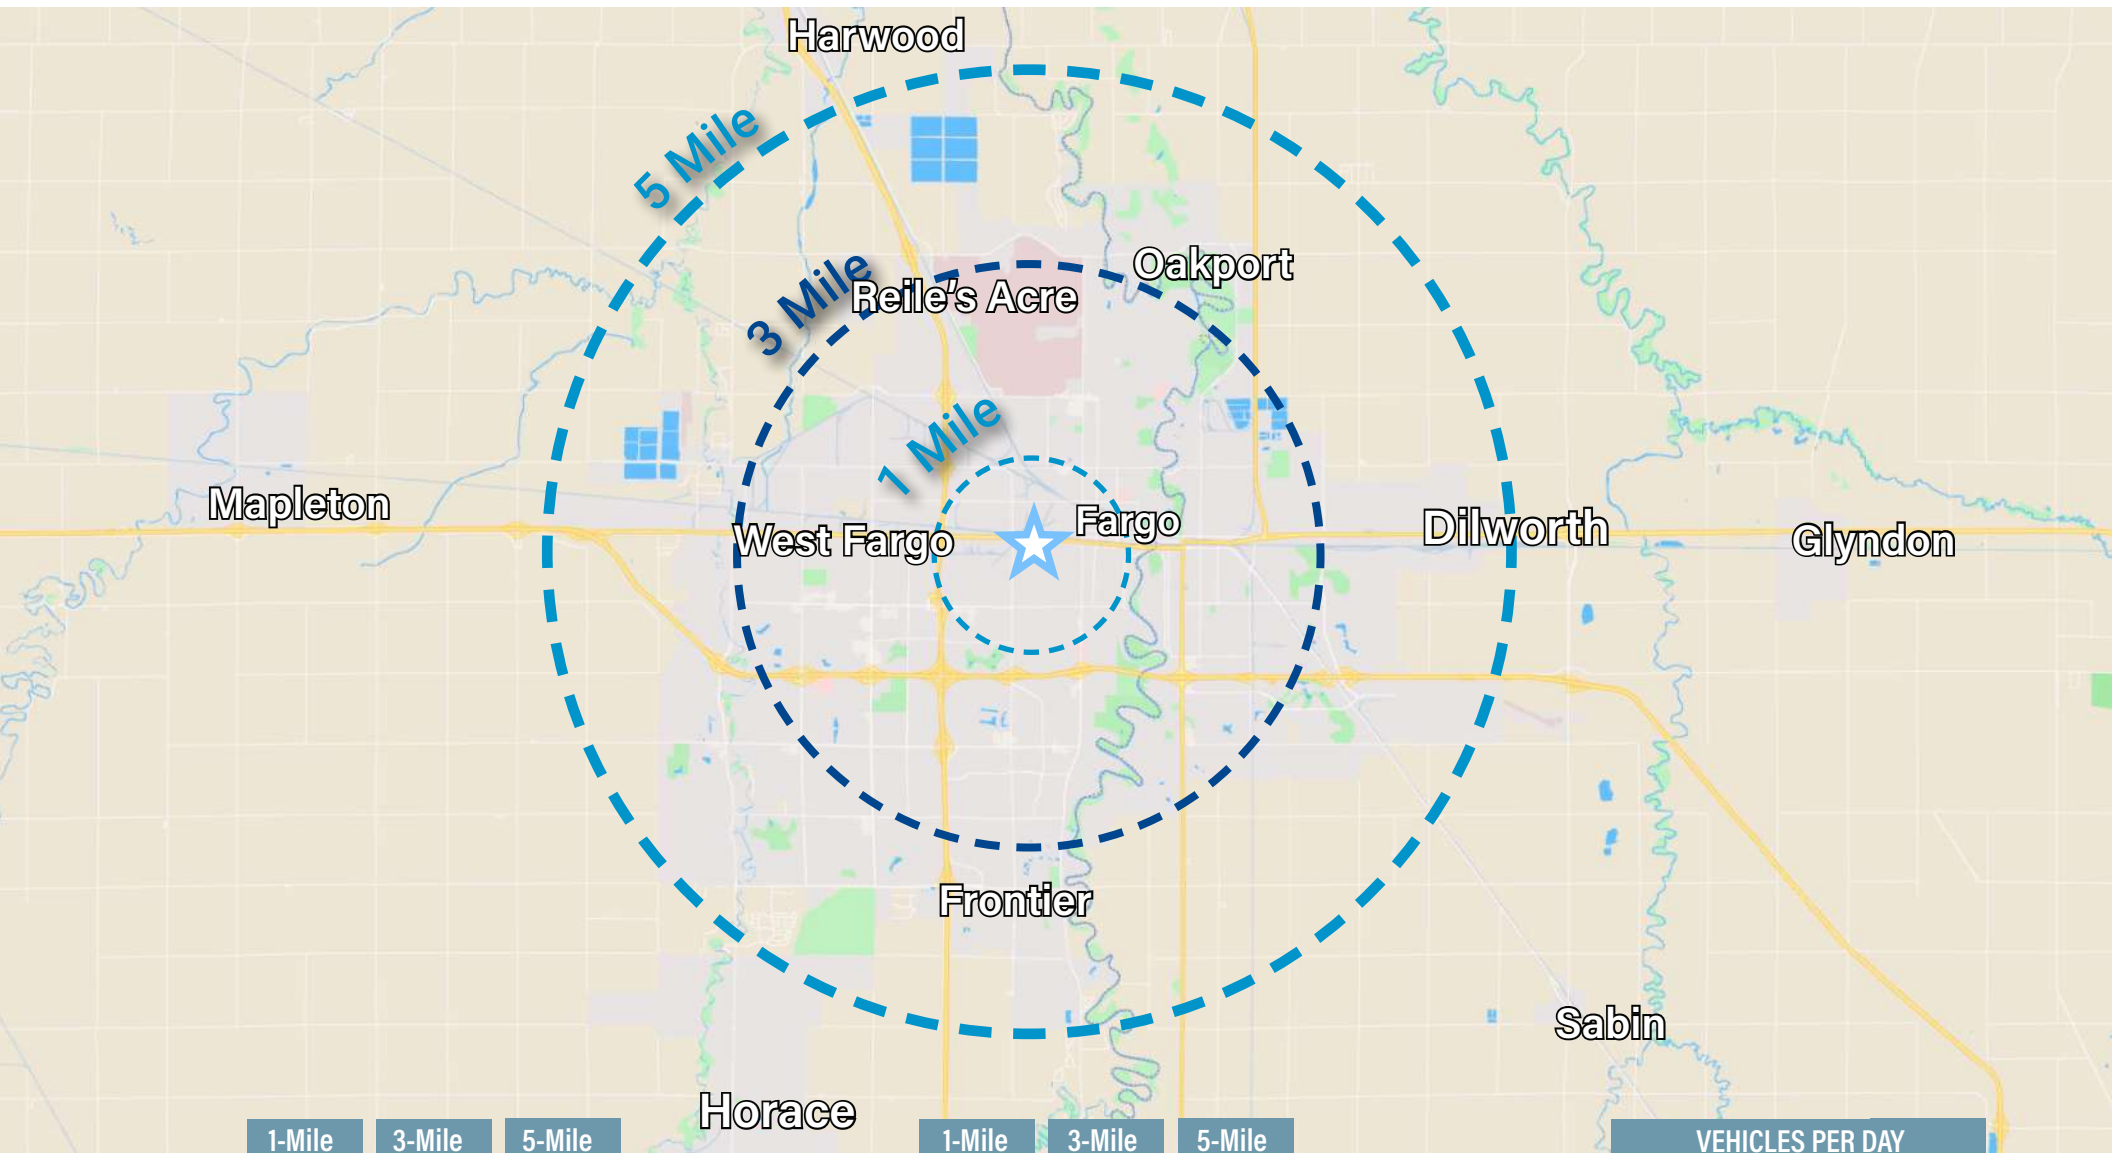 Harwood
5 Mile
Oakport
3 Mile
Reile's Acre
1 Mile
Mapleton
West Fargo
Fargo
Dilworth
Glyndon
Frontier
Sabin
Horace
1-Mile 3-Mile 5-Mile
1-Mile 3-Mile 5-Mile
VEHICLES PER DAY